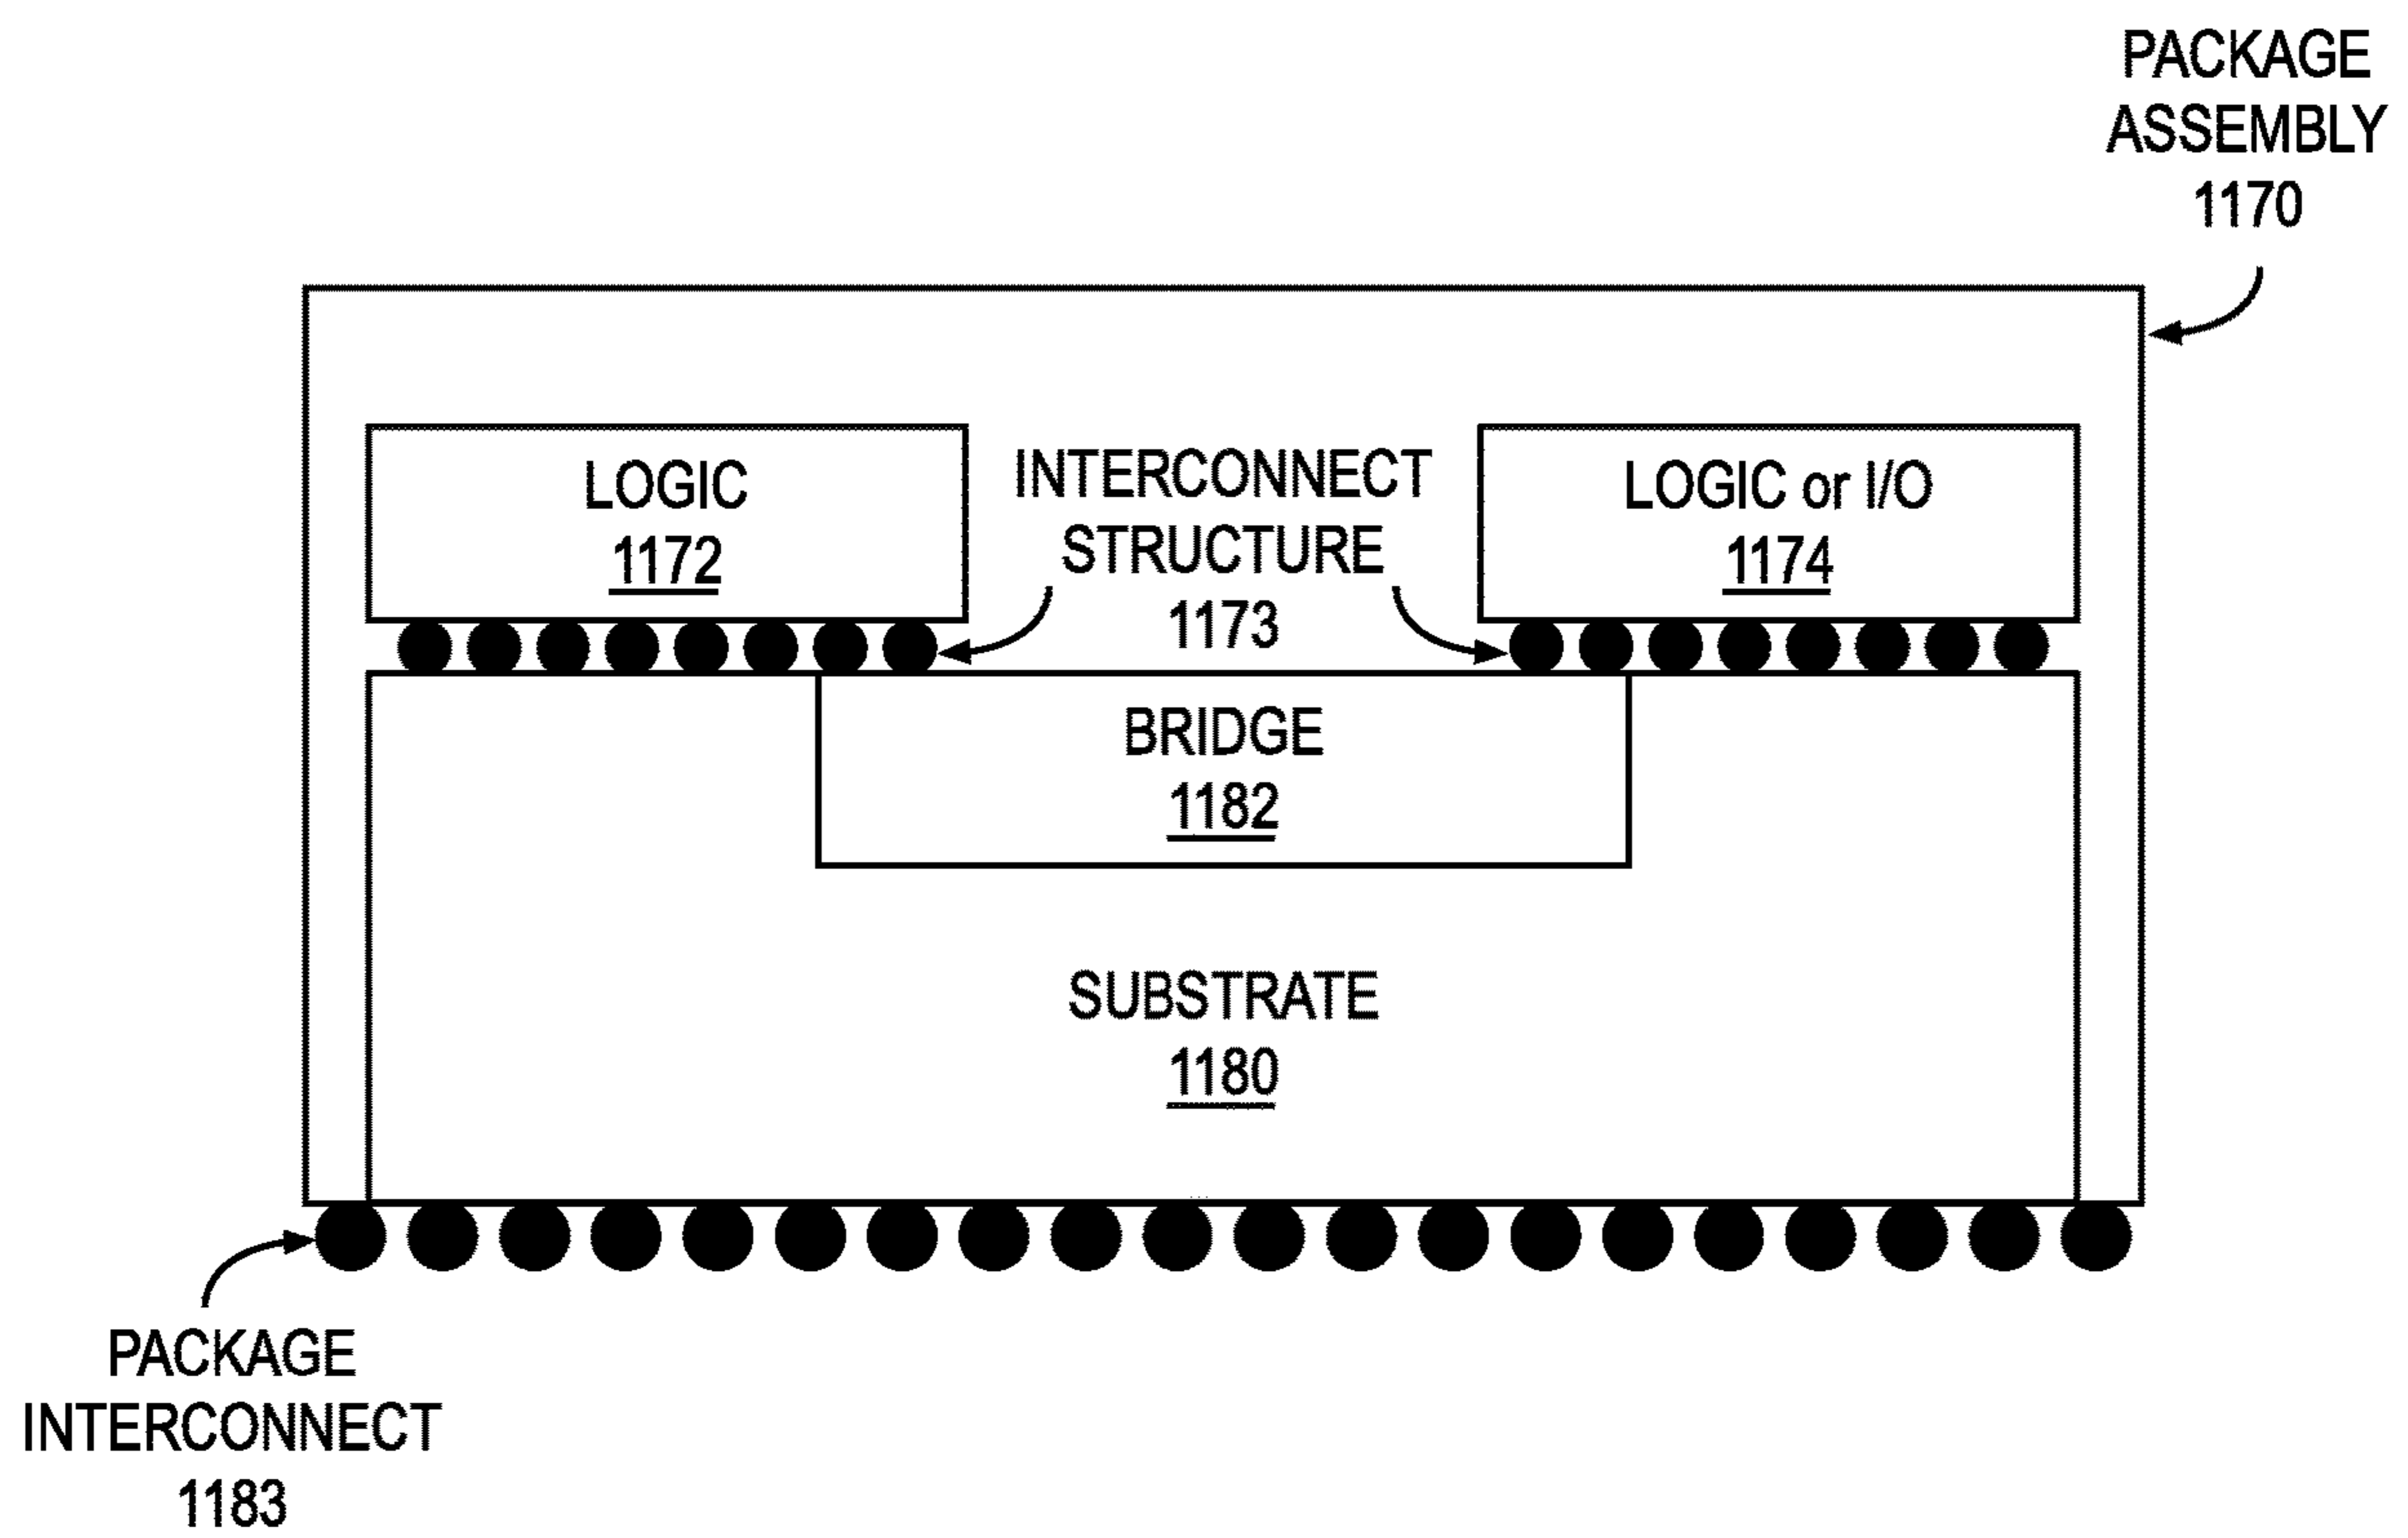 PACKAGE
ASSEMBLY
1170
LOGIC
1172
INTERCONNECT
STRUCTURE
1173
LOGIC or I/O
1174
BRIDGE
1182
SUBSTRATE
1180
PACKAGE
INTERCONNECT
1183